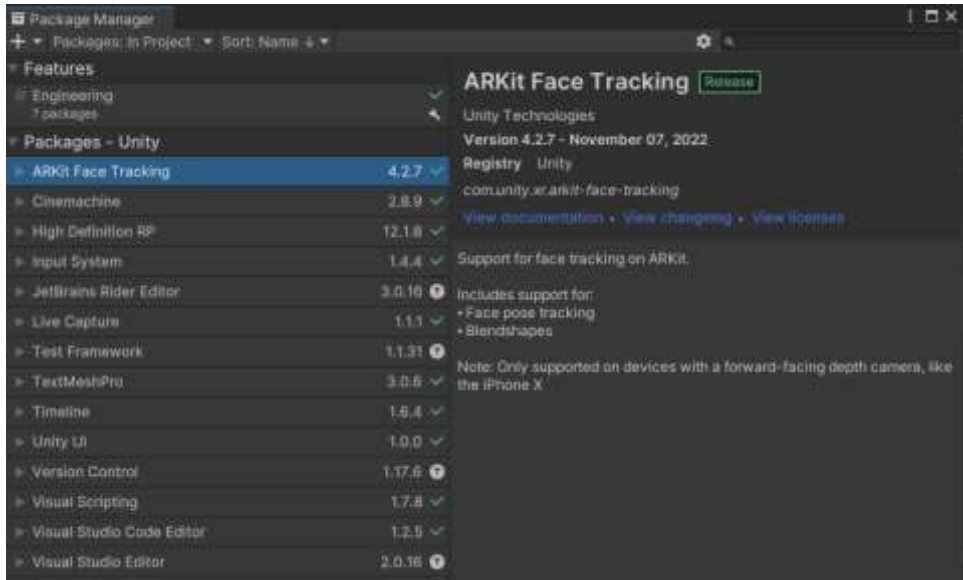 Package Manager
Packages: In Project Sort: Name ↓
Features
Engineering
7 packages
Packages - Unity
ARKit Face Tracking 4.2.7
Cinemachine 2.8.9
High Definition RP 12.1.8
Input System 1.4.4
JetBrains Rider Editor 3.0.16
Live Capture 1.1.1
Test Framework 1.1.31
TextMeshPro 3.0.6
Timeline 1.6.4
Unity UI 1.0.0
Version Control 1.17.6
Visual Scripting 1.7.8
Visual Studio Code Editor 1.2.5
Visual Studio Editor 2.0.16
ARKit Face Tracking Release
Unity Technologies
Version 4.2.7 - November 07, 2022
Registry Unity
com.unity.xr.arkit-face-tracking
View documentation • View changelog • View licenses
Support for face tracking on ARKit.
Includes support for:
• Face pose tracking
• Blendshapes
Note: Only supported on devices with a forward-facing depth camera, like
the iPhone X